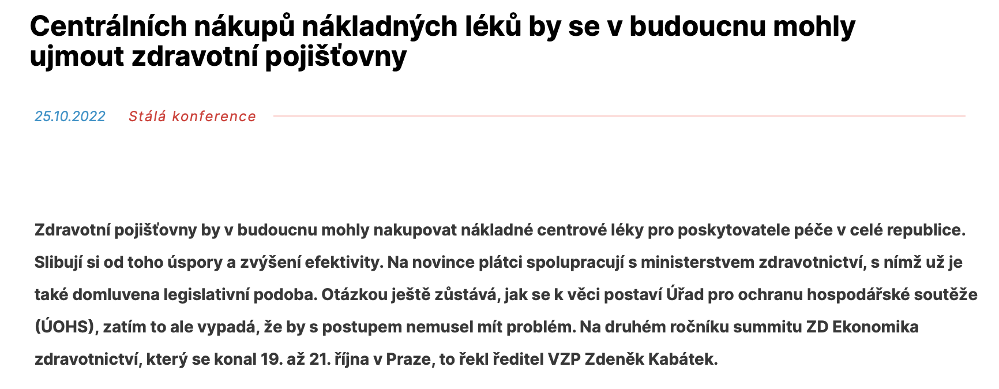 Centrálních nákupů nákladných léků by se v budoucnu mohly
ujmout zdravotní pojišťovny
25.10.2022 Stálá konference
Zdravotní pojišťovny by v budoucnu mohly nakupovat nákladné centrové léky pro poskytovatele péče v celé republice.
Slibují si od toho úspory a zvýšení efektivity. Na novince plátci spolupracují s ministerstvem zdravotnictví, s nímž už je
také domluvena legislativní podoba. Otázkou ještě zůstává, jak se k věci postaví Úřad pro ochranu hospodářské soutěže
(ÚOHS), zatím to ale vypadá, že by s postupem nemusel mít problém. Na druhém ročníku summitu ZD Ekonomika
zdravotnictví, který se konal 19. až 21. října v Praze, to řekl ředitel VZP Zdeněk Kabátek.